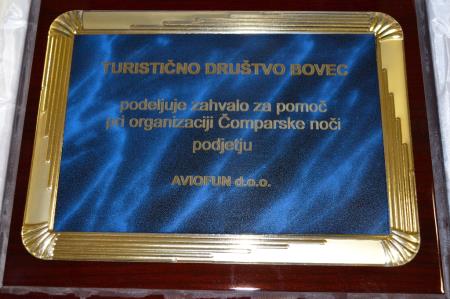 TURISTIČNO DRUŠTVO BOVEC
podeljuje zahvalo za pomoč
pri organizaciji Čomparske noči
podjetju
AVIOFUN d.o.o.